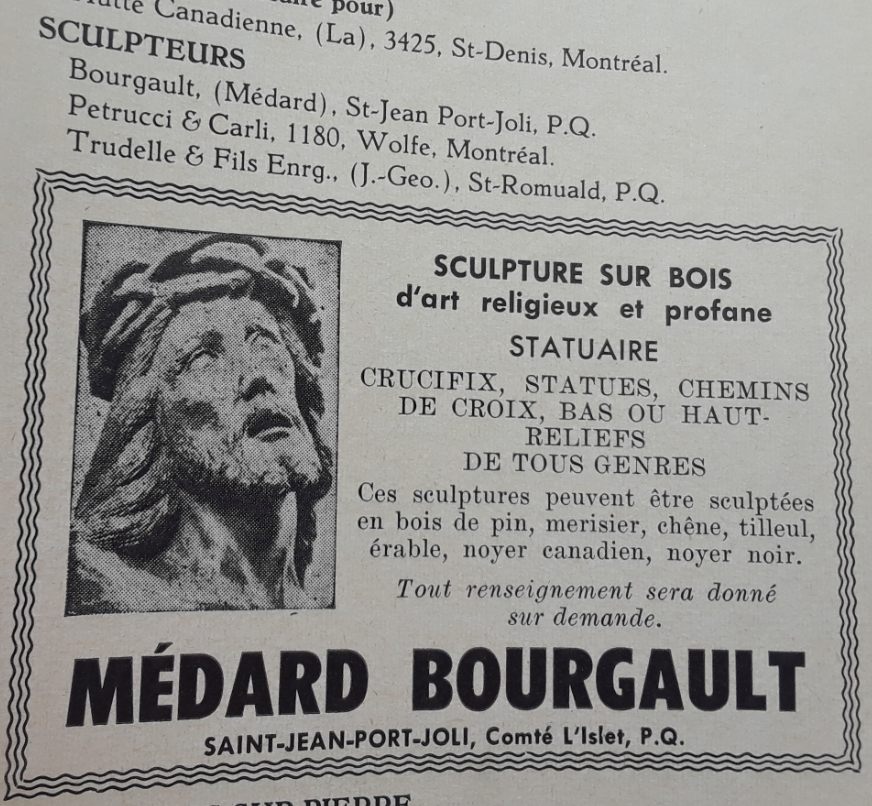 pour)
Canadienne, (La), 3425, St-Denis, Montréal.
SCULPTEURS
Bourgault, (Médard), St-Jean Port-Joli, P.Q.
Petrucci & Carli, 1180, Wolfe, Montréal.
Trudelle & Fils Enrg., (J.-Geo.), St-Romuald, P.Q.
SCULPTURE SUR BOIS
d'art religieux et profane
STATUAIRE
CRUCIFIX, STATUES, CHEMINS
DE CROIX, BAS OU HAUT-
RELIEFS
DE TOUS GENRES
Ces sculptures peuvent être sculptées
en bois de pin, merisier, chêne, tilleul,
érable, noyer canadien, noyer noir.
Tout renseignement sera donné
sur demande.
MÉDARD BOURGAULT
SAINT-JEAN-PORT-JOLI, Comté L'Islet, P.Q.
SUR PIERRE